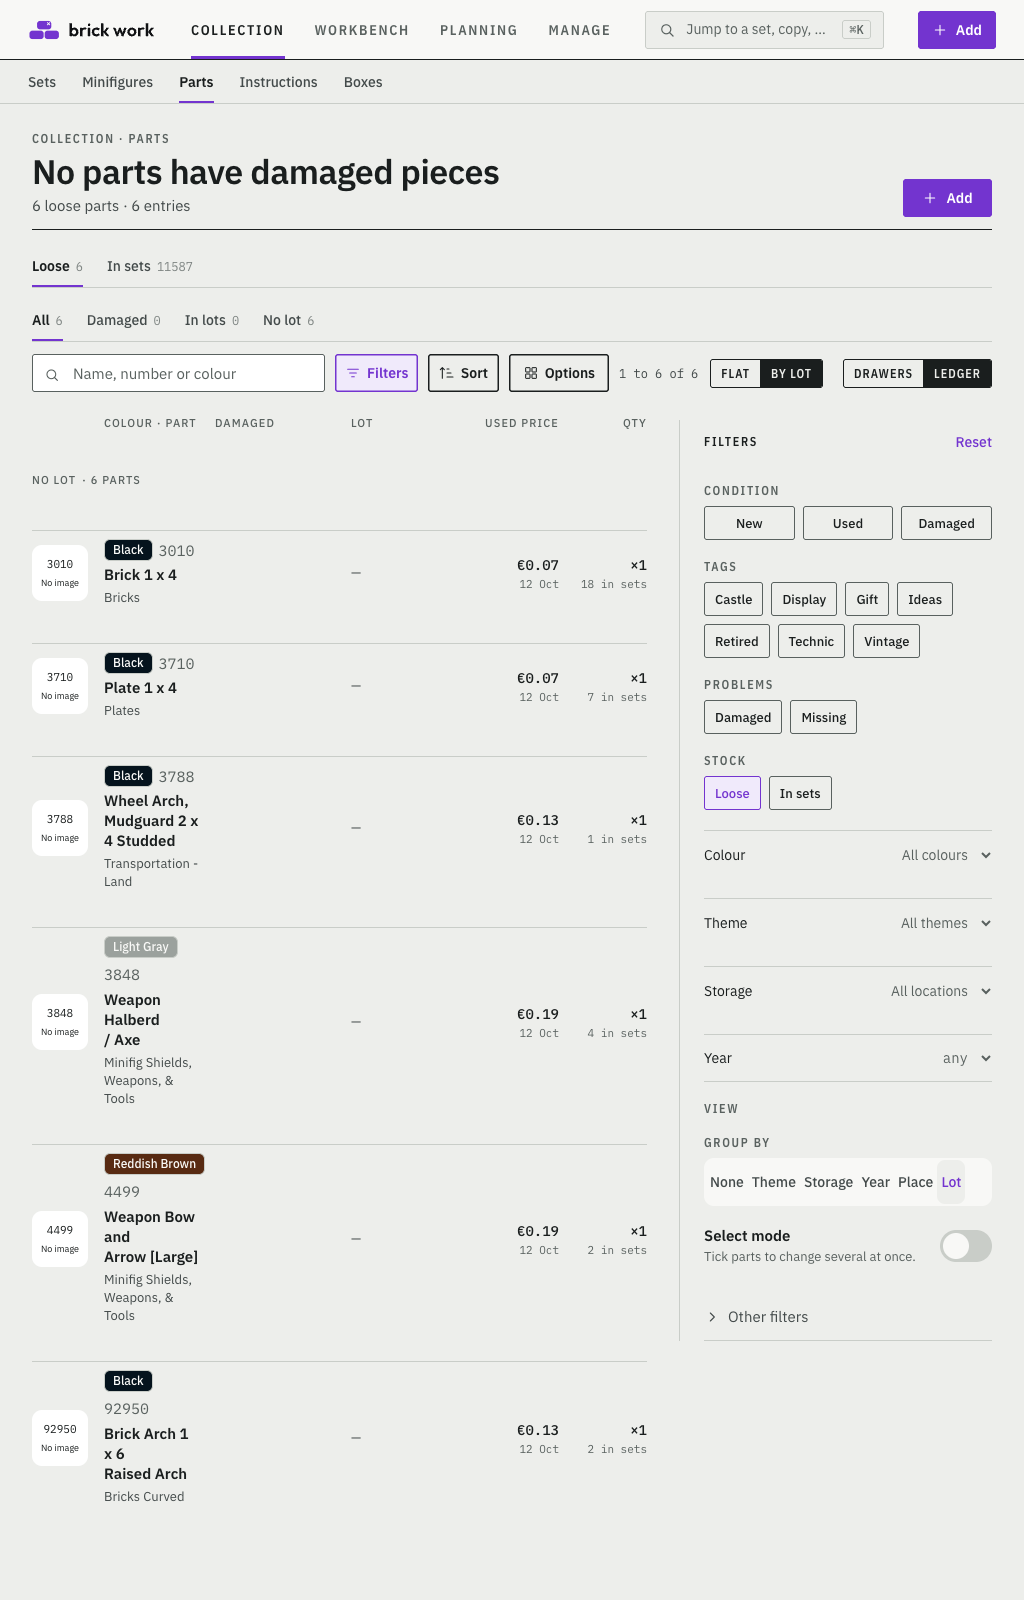 brick work
COLLECTION WORKBENCH PLANNING MANAGE
Jump to a set, copy, ... ⌘K
+ Add
Sets Minifigures Parts Instructions Boxes
COLLECTION · PARTS
No parts have damaged pieces
6 loose parts · 6 entries
+ Add
Loose 6 In sets 11587
All 6 Damaged 0 In lots 0 No lot 6
Name, number or colour
Filters Sort Options 1 to 6 of 6 FLAT BY LOT DRAWERS LEDGER
COLOUR · PART DAMAGED LOT USED PRICE QTY
NO LOT · 6 PARTS
3010
No image
Black 3010
Brick 1 x 4
Bricks
—
€0.07
12 Oct
×1
18 in sets
3710
No image
Black 3710
Plate 1 x 4
Plates
—
€0.07
12 Oct
×1
7 in sets
3788
No image
Black 3788
Wheel Arch,
Mudguard 2 x
4 Studded
Transportation -
Land
—
€0.13
12 Oct
×1
1 in sets
3848
No image
Light Gray
3848
Weapon
Halberd
/ Axe
Minifig Shields,
Weapons, &
Tools
—
€0.19
12 Oct
×1
4 in sets
4499
No image
Reddish Brown
4499
Weapon Bow
and
Arrow [Large]
Minifig Shields,
Weapons, &
Tools
—
€0.19
12 Oct
×1
2 in sets
92950
No image
Black
92950
Brick Arch 1
x 6
Raised Arch
Bricks Curved
—
€0.13
12 Oct
×1
2 in sets
FILTERS Reset
CONDITION
New Used Damaged
TAGS
Castle Display Gift Ideas
Retired Technic Vintage
PROBLEMS
Damaged Missing
STOCK
Loose In sets
Colour All colours
Theme All themes
Storage All locations
Year any
VIEW
GROUP BY
None Theme Storage Year Place Lot
Select mode
Tick parts to change several at once.
Other filters